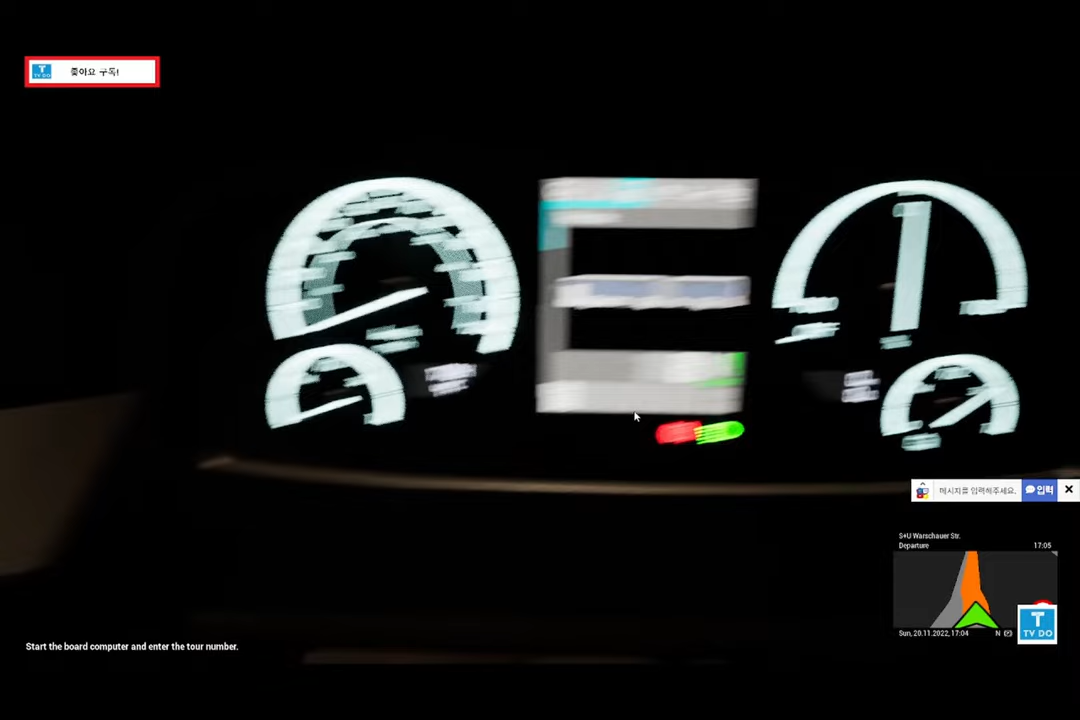 T
TV DO
좋아요 구독!
메시지를 입력해주세요.
입력
S+U Warschauer Str.
Departure 17:05
Sun, 20.11.2022, 17:04 N
T
TV DO
Start the board computer and enter the tour number.